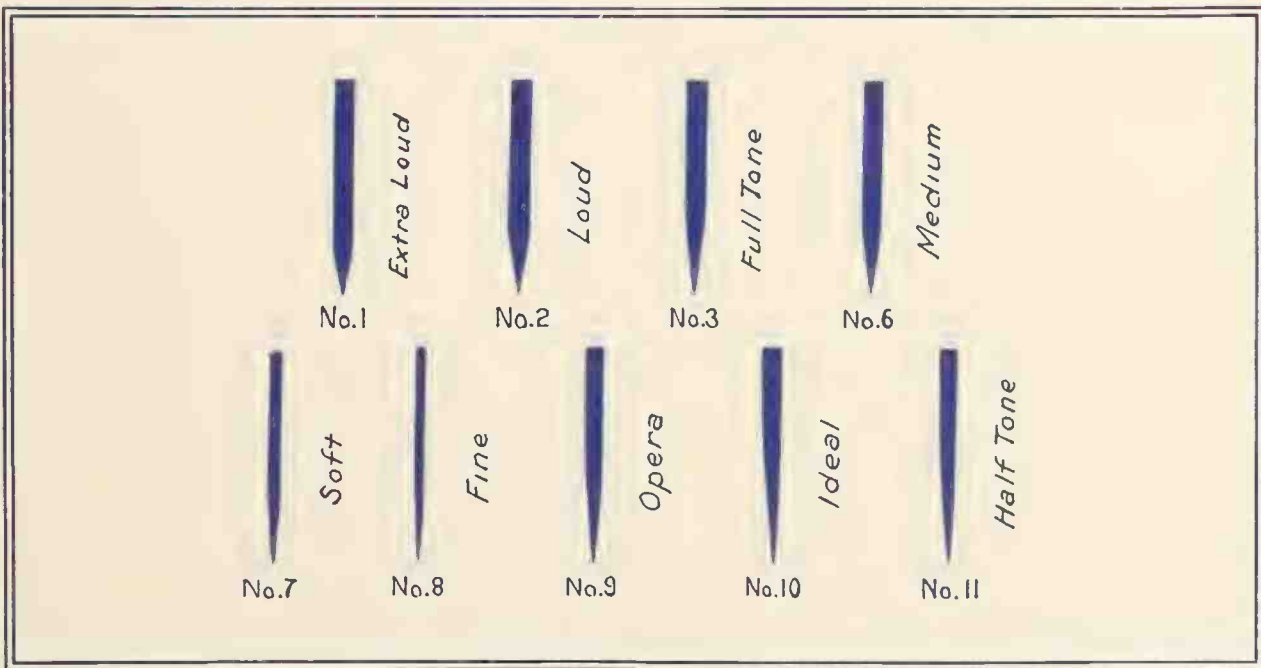 Extra Loud
No.1
Loud
No.2
Full Tone
No.3
Medium
No.6
Soft
No.7
Fine
No.8
Opera
No.9
Ideal
No.10
Half Tone
No.11